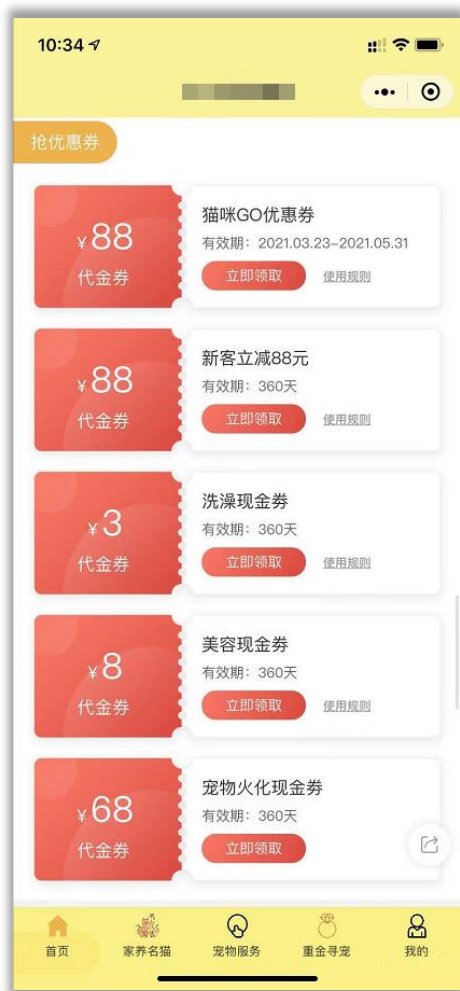 10:34
抢优惠券
¥88
代金券
猫咪GO优惠券
有效期：2021.03.23-2021.05.31
立即领取
使用规则
¥88
代金券
新客立减88元
有效期：360天
立即领取
使用规则
¥3
代金券
洗澡现金券
有效期：360天
立即领取
使用规则
¥8
代金券
美容现金券
有效期：360天
立即领取
使用规则
¥68
代金券
宠物火化现金券
有效期：360天
立即领取
首页 家养名猫 宠物服务 重金寻宠 我的